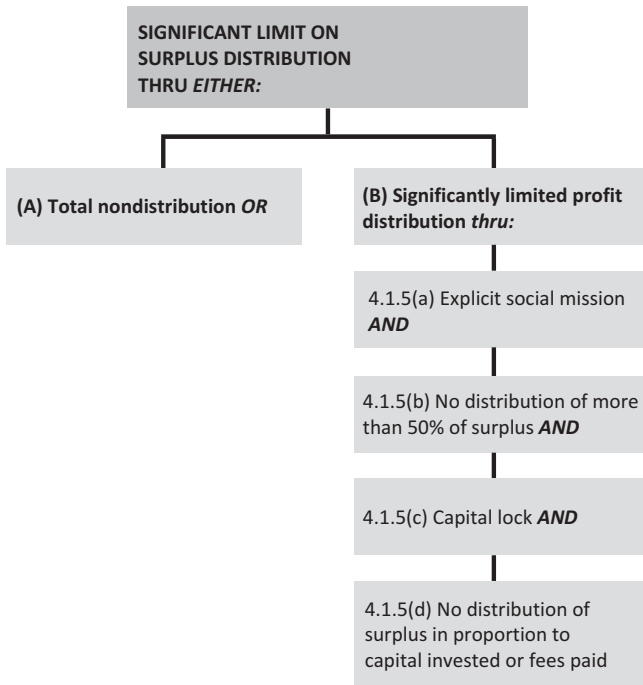 SIGNIFICANT LIMIT ON
SURPLUS DISTRIBUTION
THRU EITHER:
(A) Total nondistribution OR
(B) Significantly limited profit
distribution thru:
4.1.5(a) Explicit social mission
AND
4.1.5(b) No distribution of more
than 50% of surplus AND
4.1.5(c) Capital lock AND
4.1.5(d) No distribution of
surplus in proportion to
capital invested or fees paid